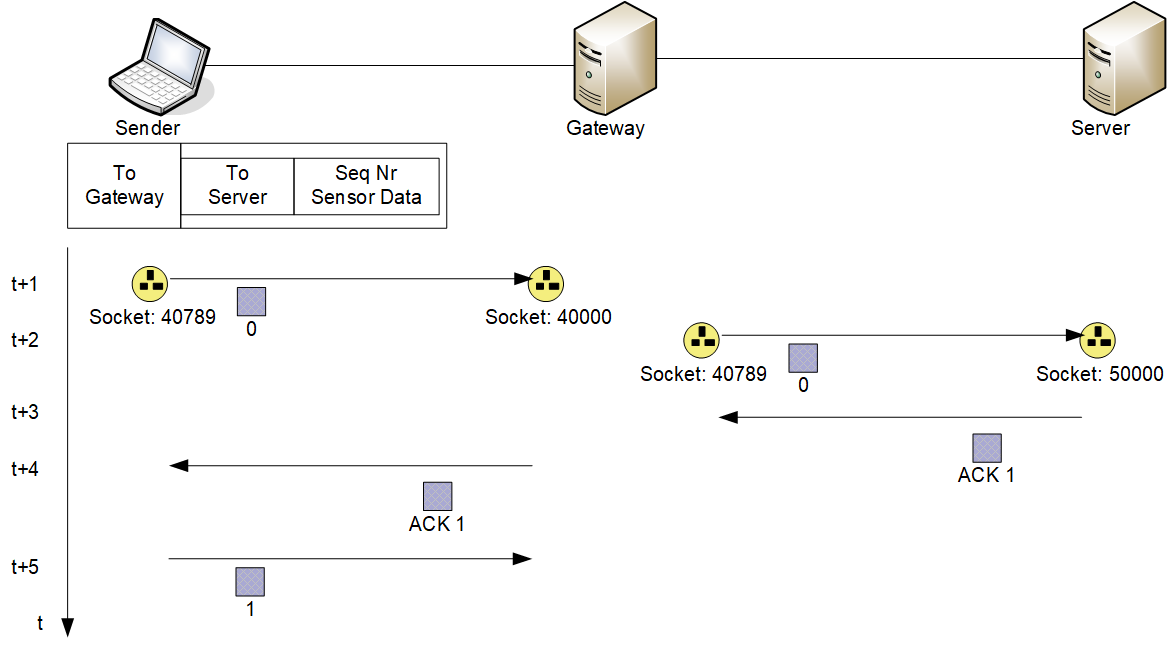 Sender
Gateway
Server
To
Gateway
To
Server
Seq Nr
Sensor Data
t+1
Socket: 40789
0
Socket: 40000
t+2
Socket: 40789
0
Socket: 50000
t+3
ACK 1
t+4
ACK 1
t+5
1
t